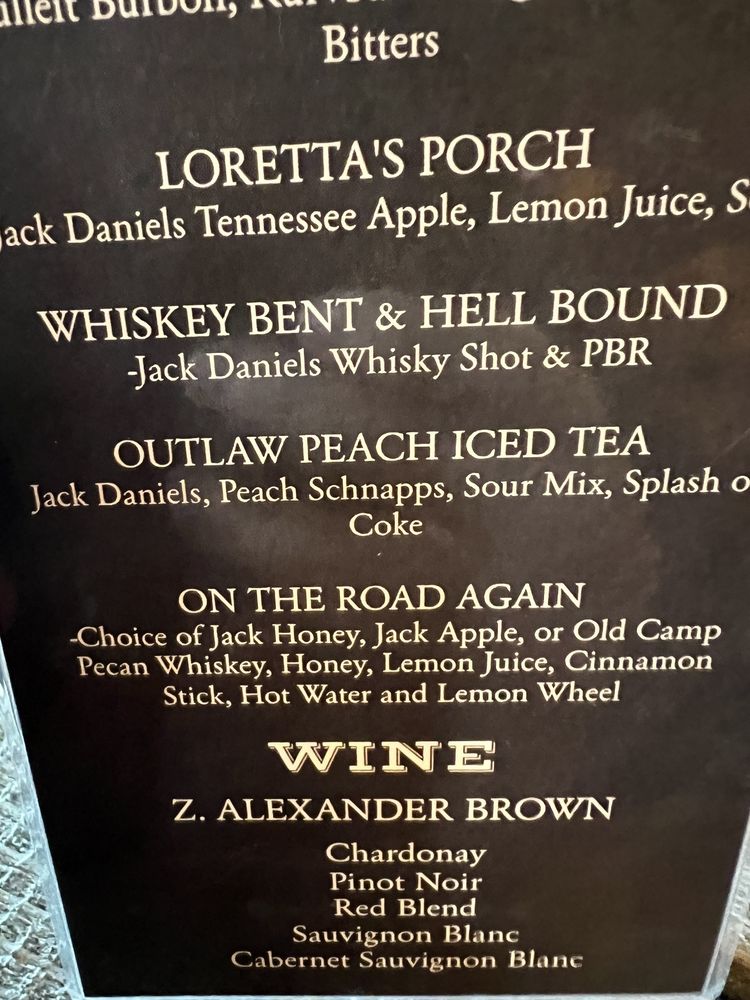 Bulleit Burbon,
Bitters
LORETTA'S PORCH
Jack Daniels Tennessee Apple, Lemon Juice,
WHISKEY BENT & HELL BOUND
-Jack Daniels Whisky Shot & PBR
OUTLAW PEACH ICED TEA
Jack Daniels, Peach Schnapps, Sour Mix, Splash o
Coke
ON THE ROAD AGAIN
-Choice of Jack Honey, Jack Apple, or Old Camp
Pecan Whiskey, Honey, Lemon Juice, Cinnamon
Stick, Hot Water and Lemon Wheel
WINE
Z. ALEXANDER BROWN
Chardonay
Pinot Noir
Red Blend
Sauvignon Blanc
Cabernet Sauvignon Blanc